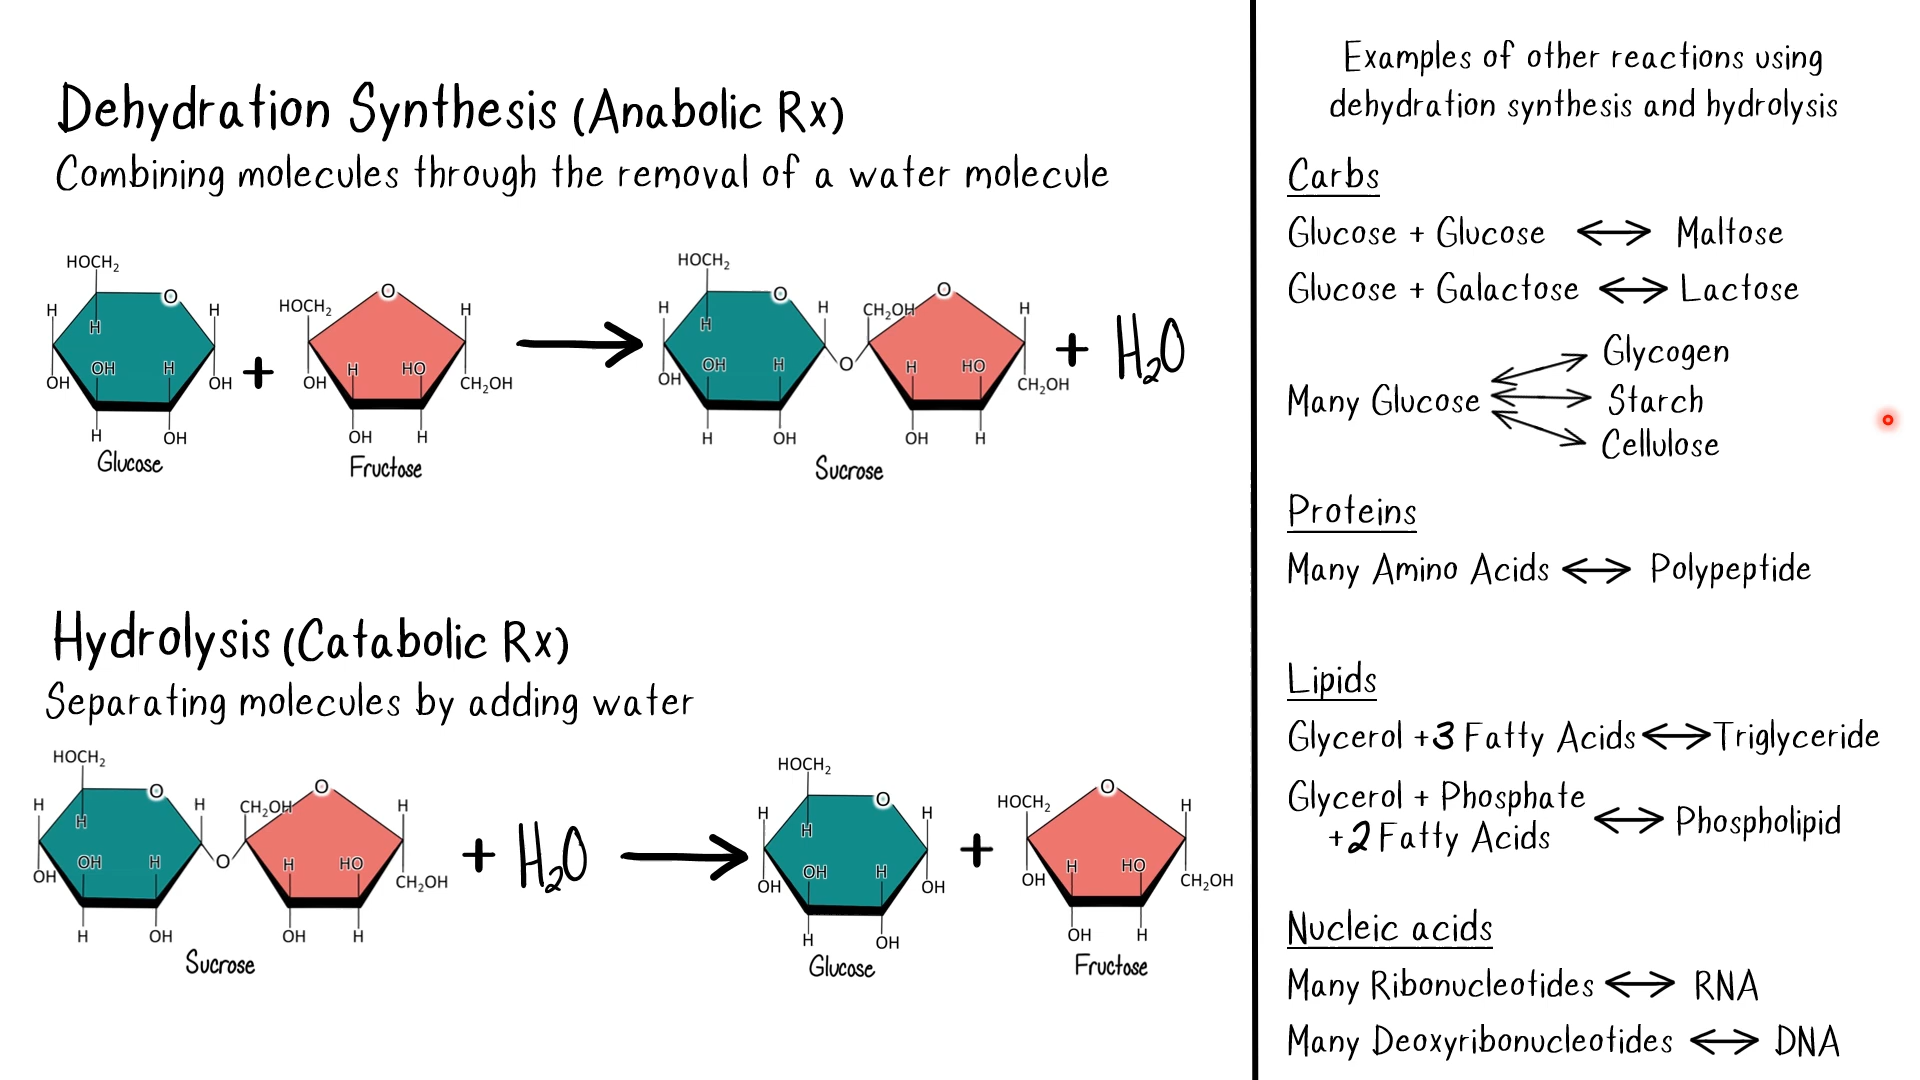 Dehydration Synthesis (Anabolic Rx)
Combining molecules through the removal of a water molecule
HOCH₂
H O H
H
OH OH H OH
H OH
Glucose
+
HOCH₂ O H
OH H HO CH₂OH
OH H
Fructose
HOCH₂
H O H
H
OH OH H
H OH
O
CH₂OH O H
H HO CH₂OH
OH H
Sucrose
+ H₂O
Hydrolysis (Catabolic Rx)
Separating molecules by adding water
HOCH₂
H O H
H
OH OH H
H OH
O
CH₂OH O H
H HO CH₂OH
OH H
Sucrose
+ H₂O
HOCH₂
H O H
H
OH OH H OH
H OH
Glucose
+
HOCH₂ O H
OH H HO CH₂OH
OH H
Fructose
Examples of other reactions using
dehydration synthesis and hydrolysis
Carbs
Glucose + Glucose ↔ Maltose
Glucose + Galactose ↔ Lactose
Many Glucose ↔ Glycogen
↔ Starch
↔ Cellulose
Proteins
Many Amino Acids ↔ Polypeptide
Lipids
Glycerol +3 Fatty Acids ↔ Triglyceride
Glycerol + Phosphate
+2 Fatty Acids ↔ Phospholipid
Nucleic acids
Many Ribonucleotides ↔ RNA
Many Deoxyribonucleotides ↔ DNA